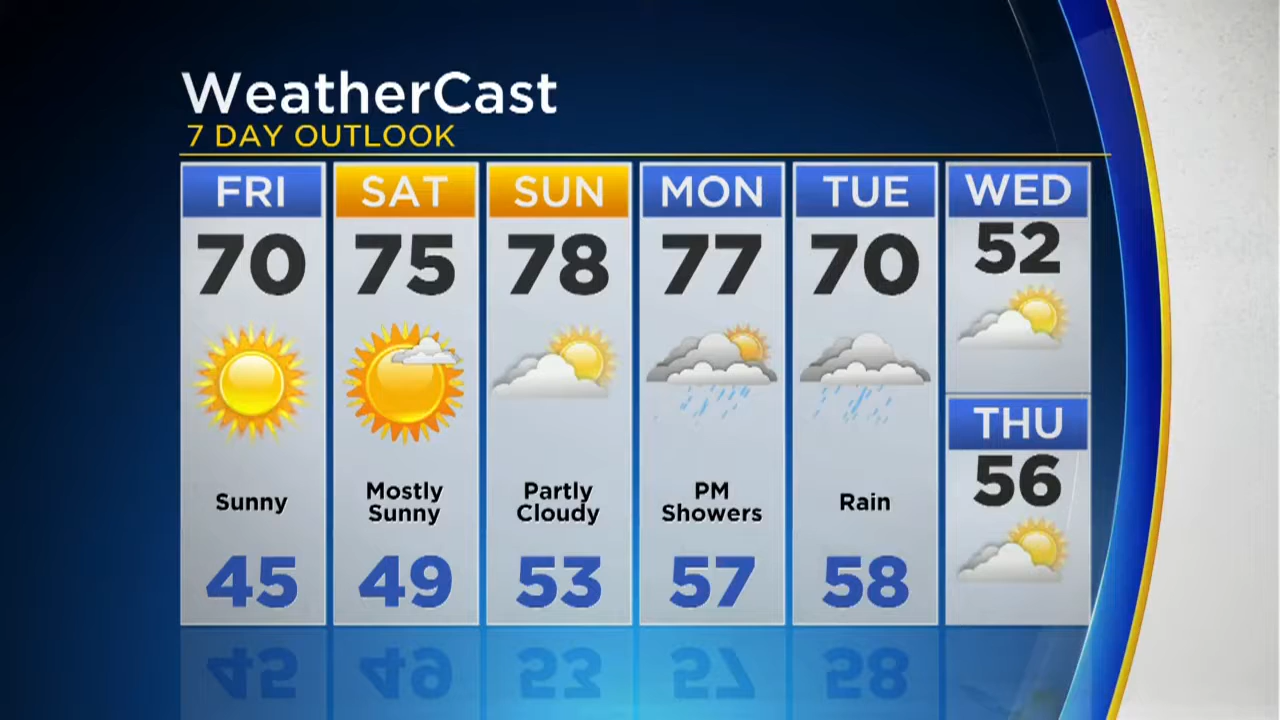 WeatherCast
7 DAY OUTLOOK
FRI
70
Sunny
45
SAT
75
Mostly
Sunny
49
SUN
78
Partly
Cloudy
53
MON
77
PM
Showers
57
TUE
70
Rain
58
WED
52
THU
56